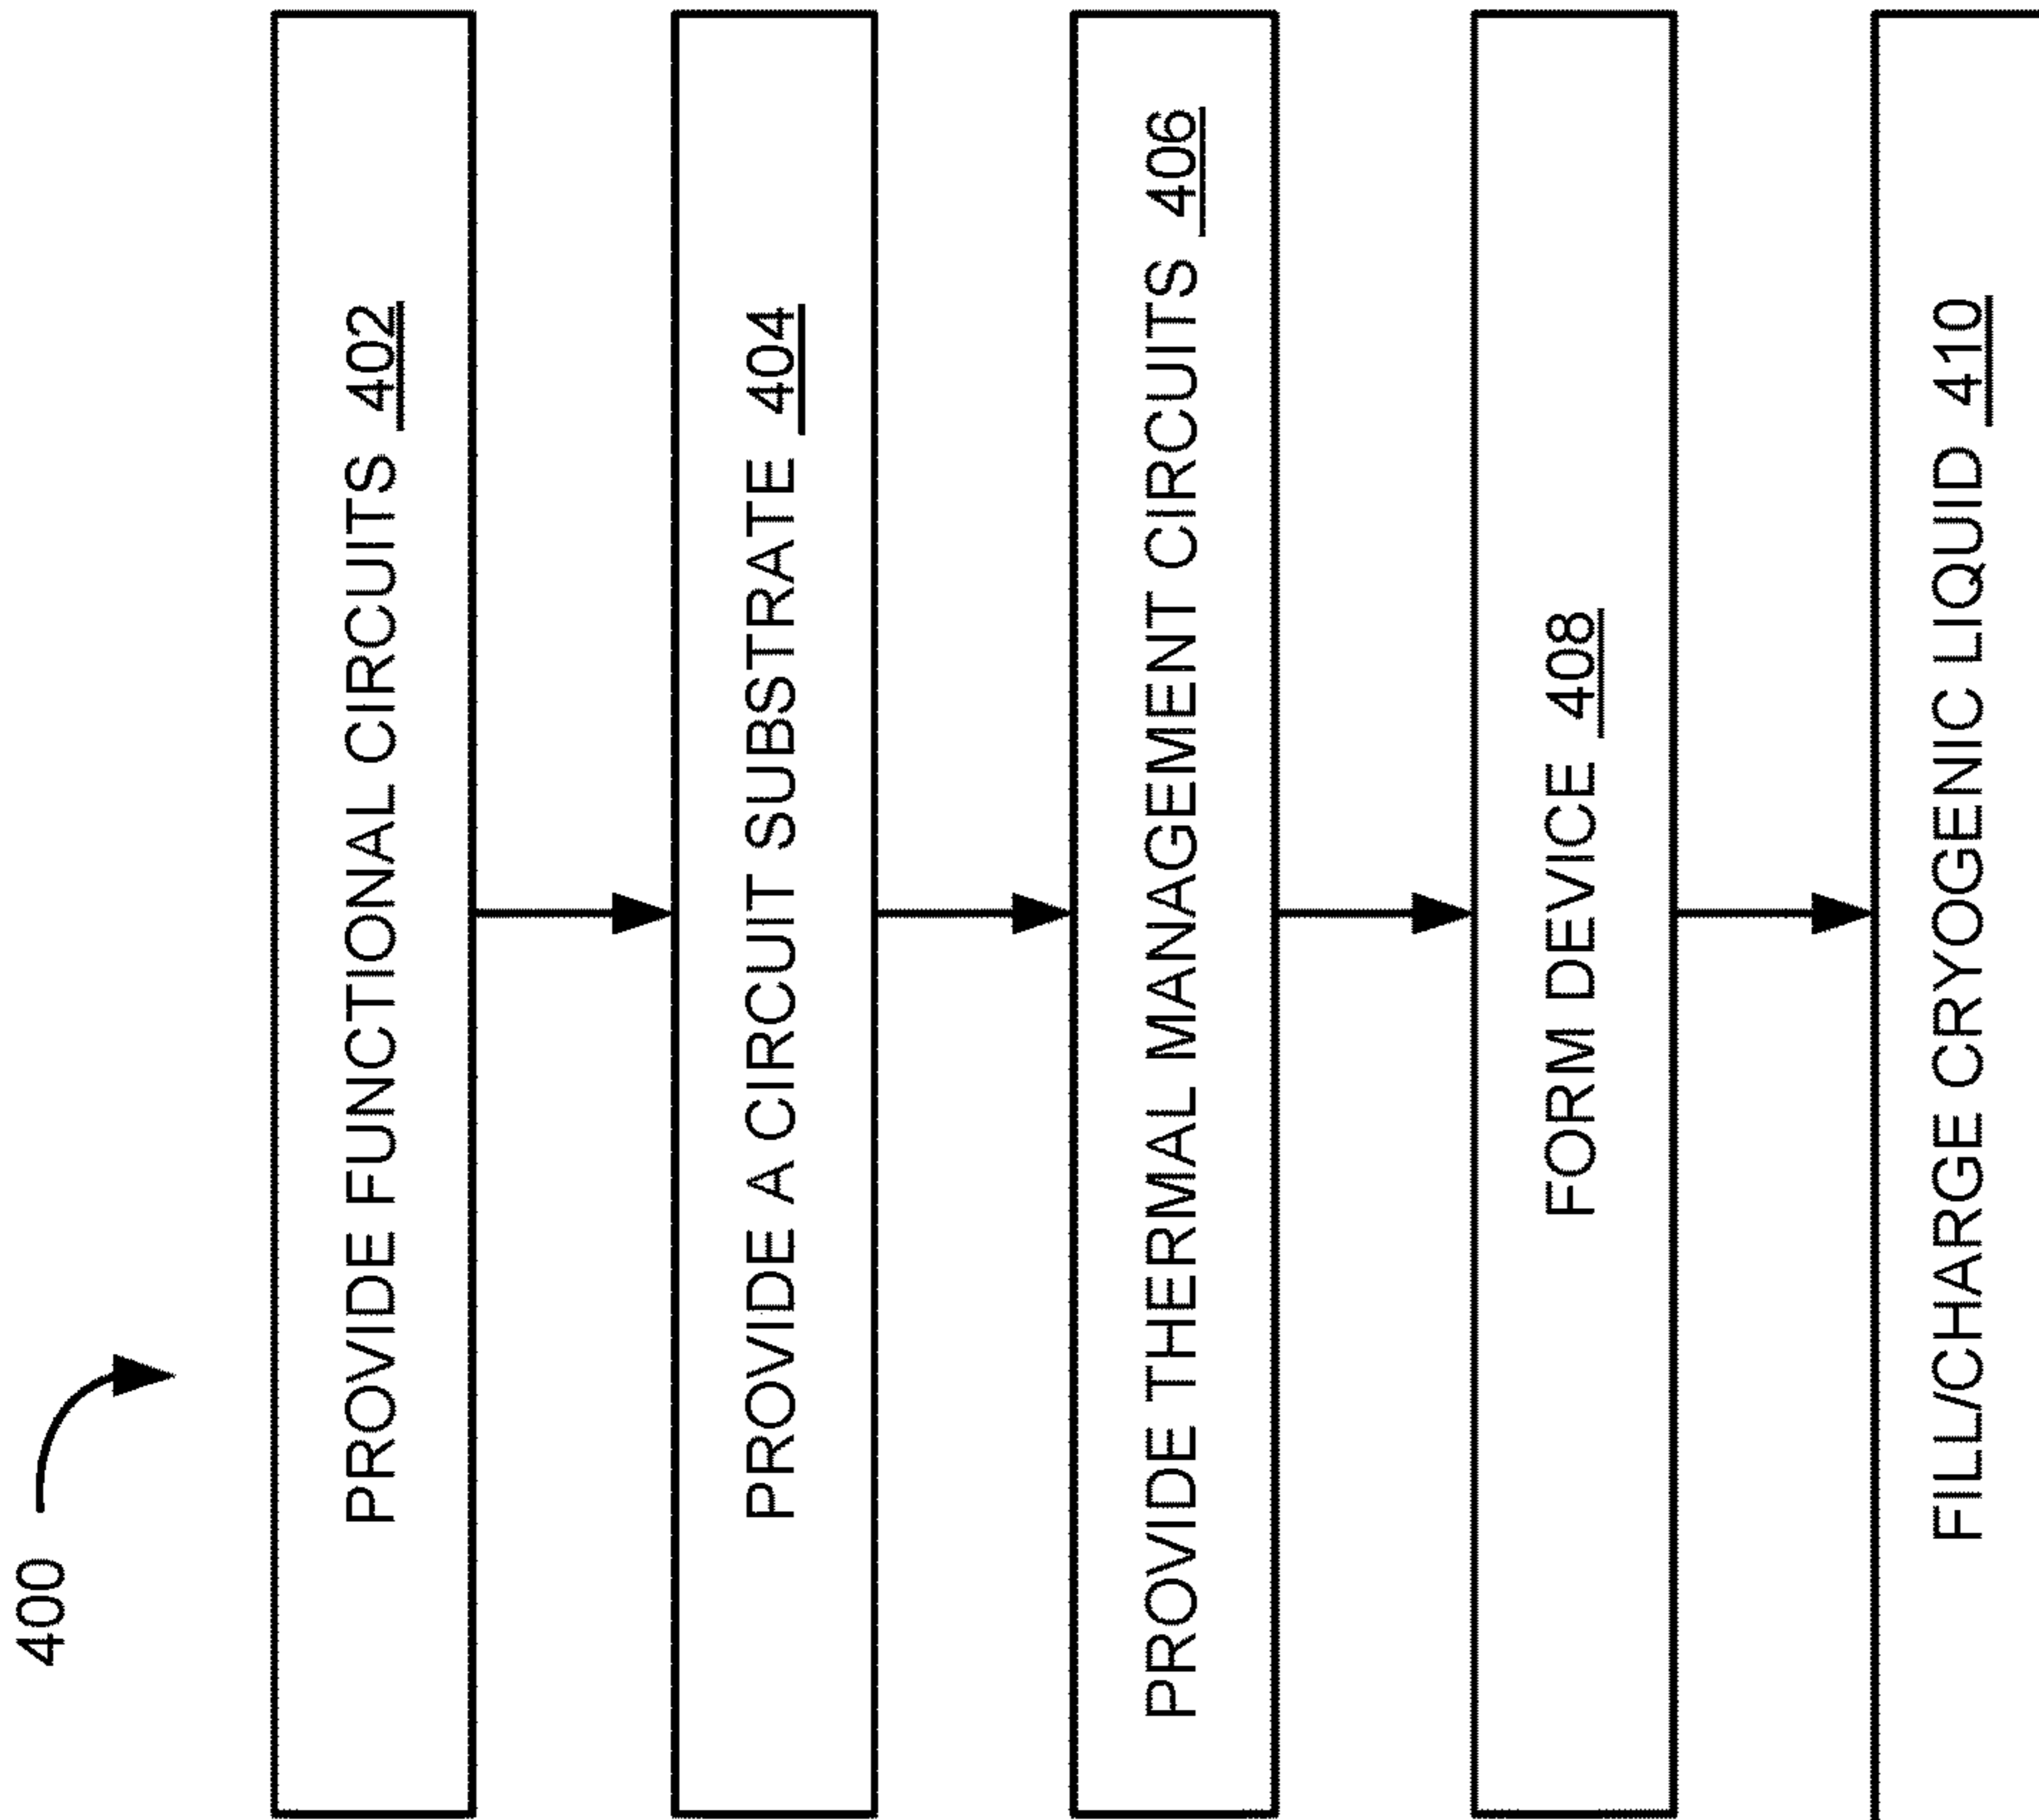 400
PROVIDE FUNCTIONAL CIRCUITS 402
PROVIDE A CIRCUIT SUBSTRATE 404
PROVIDE THERMAL MANAGEMENT CIRCUITS 406
FORM DEVICE 408
FILL/CHARGE CRYOGENIC LIQUID 410